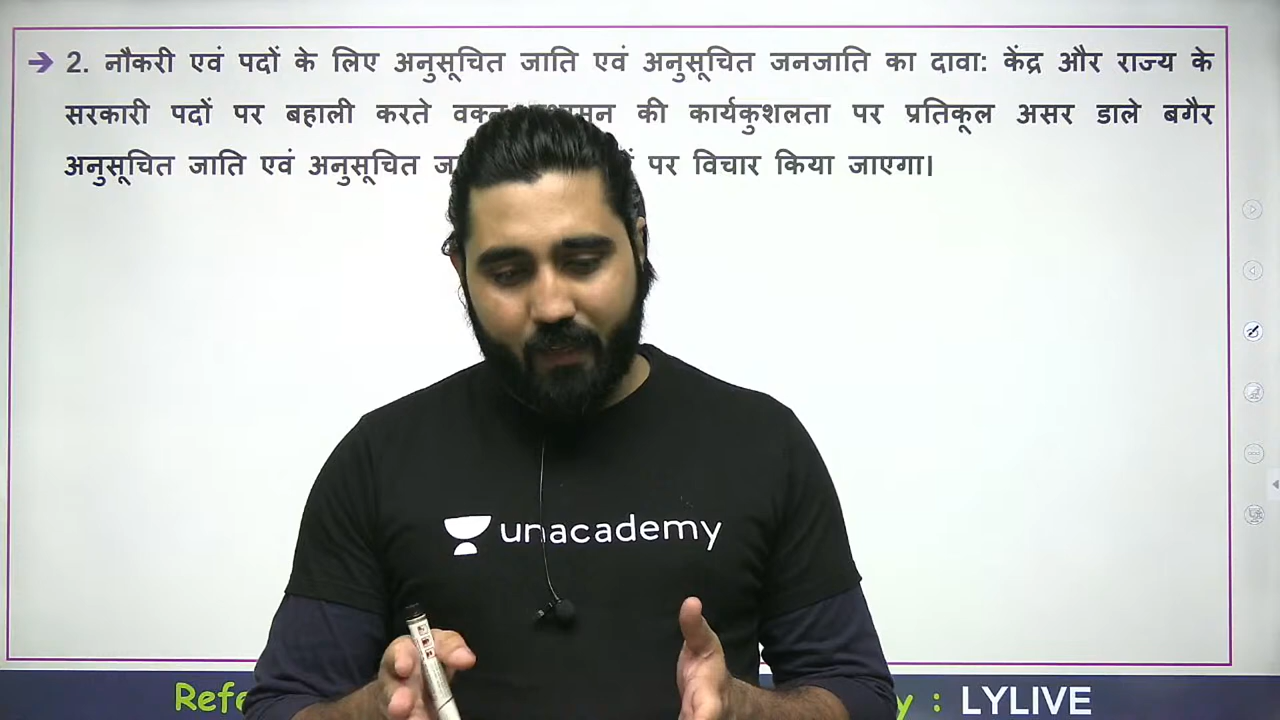 → 2. नौकरी एवं पदों के लिए अनुसूचित जाति एवं अनुसूचित जनजाति का दावा: केंद्र और राज्य के
सरकारी पदों पर बहाली करते की कार्यकुशलता पर प्रतिकूल असर डाले बगैर
अनुसूचित जाति एवं अनुसूचित पर विचार किया जाएगा।
unacademy
: LYLIVE